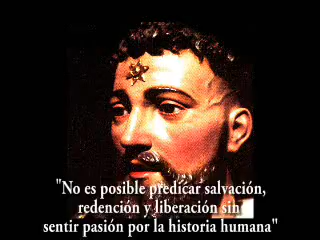 "No es posible predicar salvación,
redención y liberación sin
sentir pasión por la historia humana"